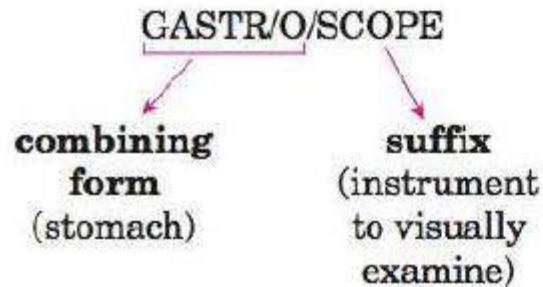 GASTR/O/SCOPE
combining
form
(stomach)
suffix
(instrument
to visually
examine)